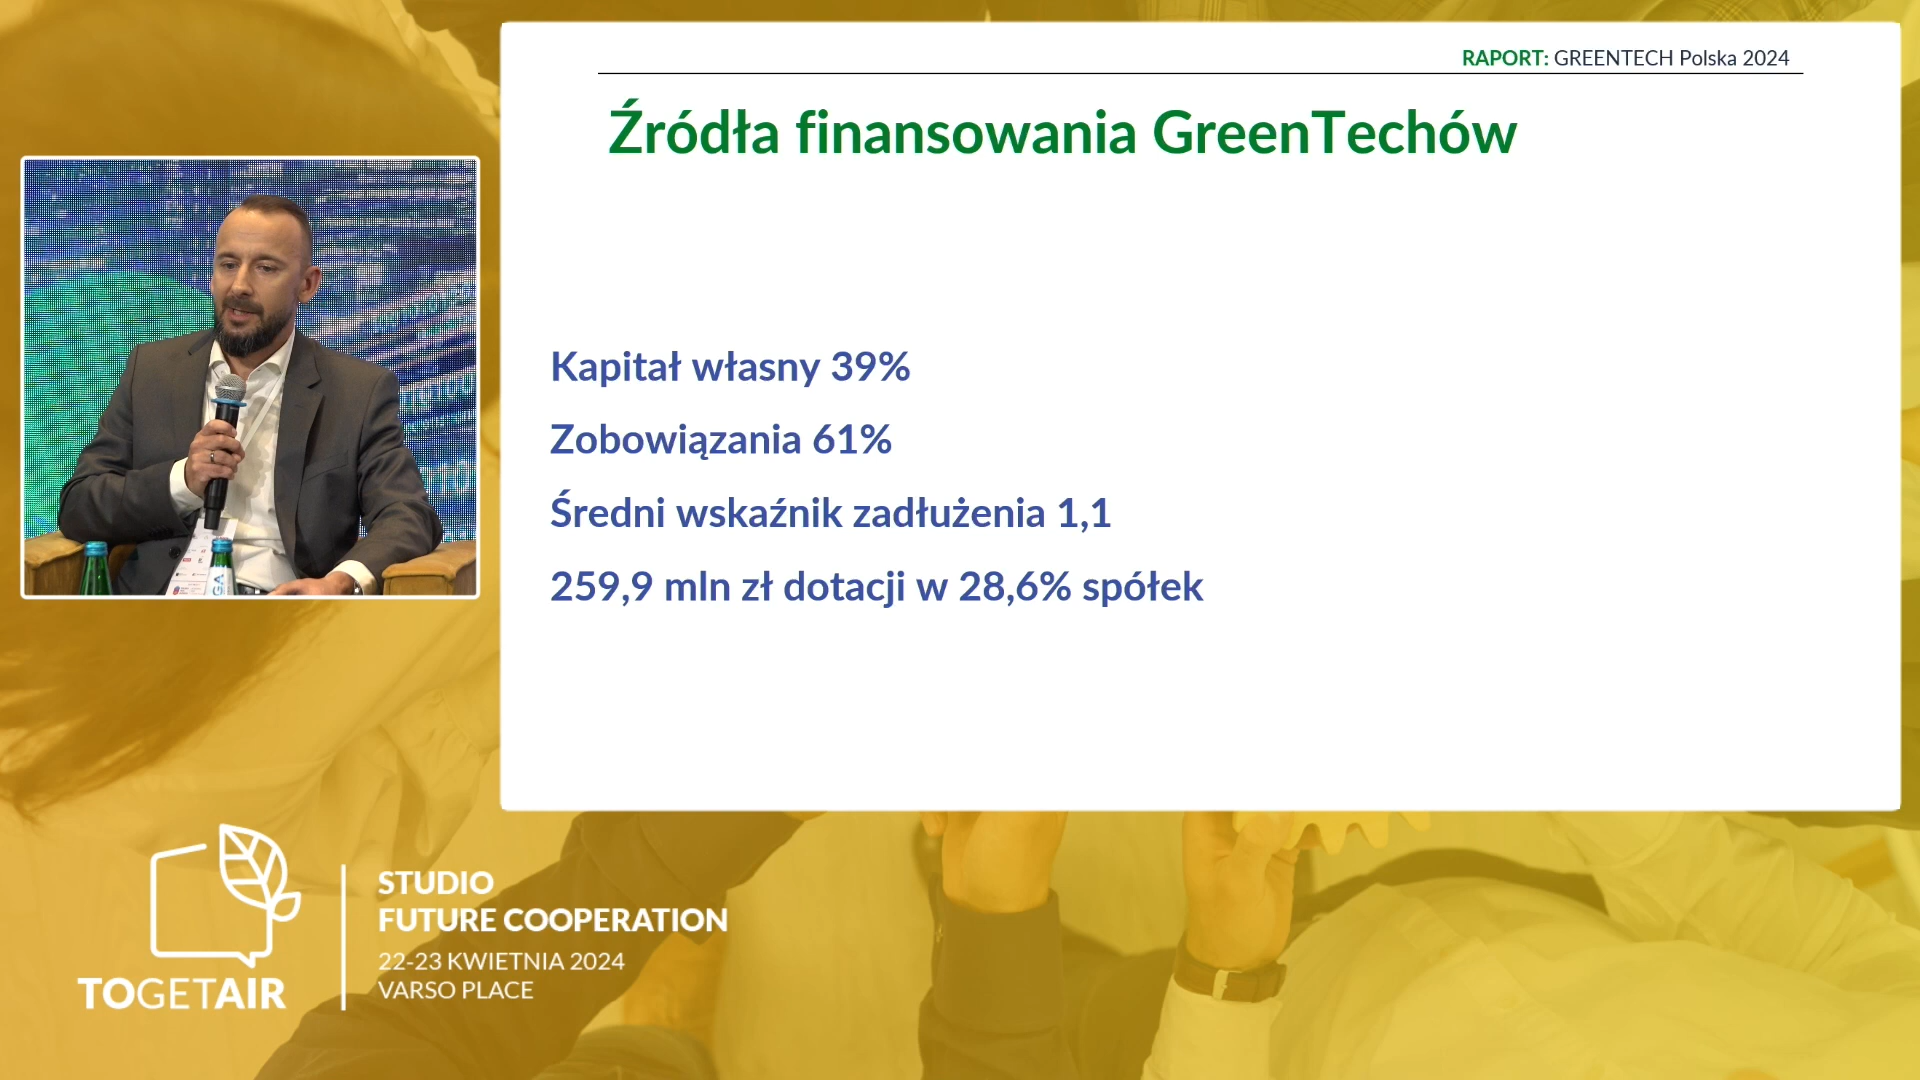 RAPORT: GREENTECH Polska 2024
Źródła finansowania GreenTechów
Kapitał własny 39%
Zobowiązania 61%
Średni wskaźnik zadłużenia 1,1
259,9 mln zł dotacji w 28,6% spółek
TOGETAIR
STUDIO
FUTURE COOPERATION
22-23 KWIETNIA 2024
VARSO PLACE